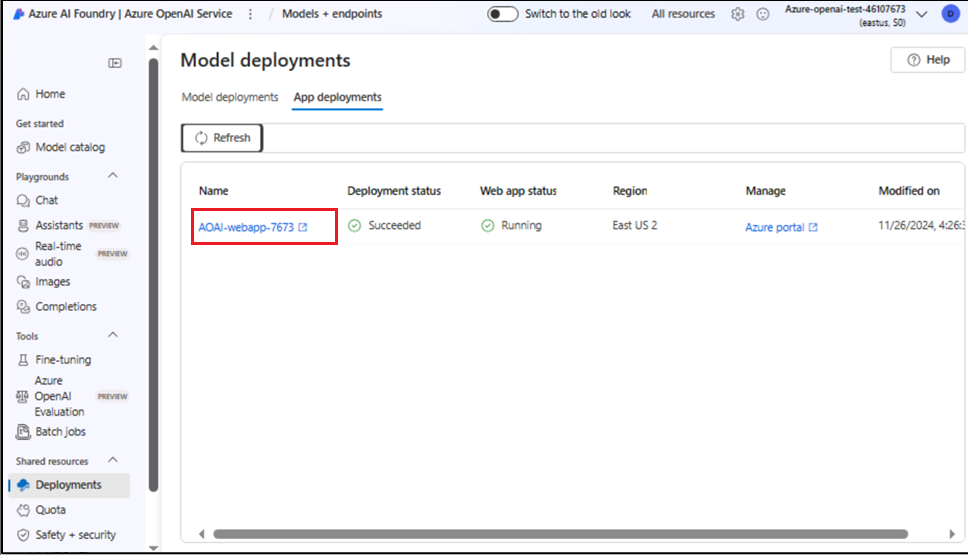 Azure AI Foundry | Azure OpenAI Service
/ Models + endpoints
Switch to the old look
All resources
Azure-openai-test-46107673
(eastus, S0)
D
Home
Get started
Model catalog
Playgrounds
Chat
Assistants PREVIEW
Real-time
audio PREVIEW
Images
Completions
Tools
Fine-tuning
Azure
OpenAI PREVIEW
Evaluation
Batch jobs
Shared resources
Deployments
Quota
Safety + security
Model deployments
Help
Model deployments App deployments
Refresh
Name Deployment status Web app status Region Manage Modified on
AOAI-webapp-7673 Succeeded Running East US 2 Azure portal 11/26/2024, 4:26: